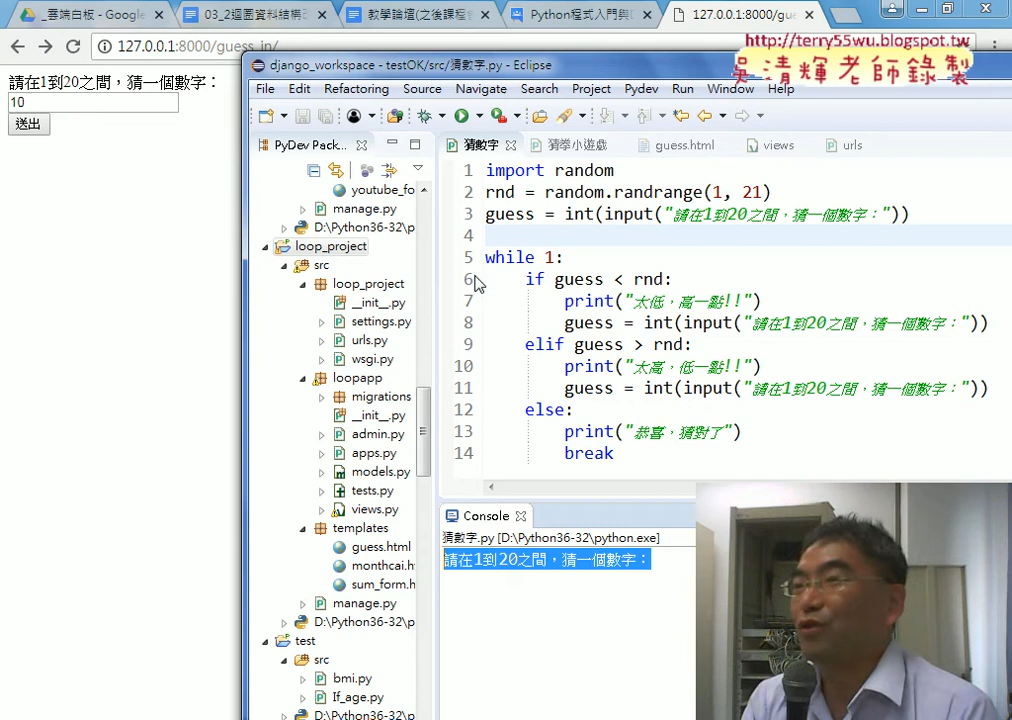 雲端白板 - Google
03_2迴圈資料結構
教學論壇(之後課程
Python程式入門與
127.0.0.1:8000/gue
127.0.0.1:8000/guess_in/
http://terry55wu.blogspot.tw
吳清輝老師錄製
請在1到20之間，猜一個數字：
10
送出
django_workspace - testOK/src/猜數字.py - Eclipse
File Edit Refactoring Source Navigate Search Project Pydev Run Window Help
PyDev Pack...
youtube_fo
manage.py
D:\Python36-32\p
loop_project
src
loop_project
__init__.py
settings.py
urls.py
wsgi.py
loopapp
migrations
__init__.py
admin.py
apps.py
models.py
tests.py
views.py
templates
guess.html
monthcai.h
sum_form.h
manage.py
D:\Python36-32\p
test
src
bmi.py
If_age.py
D:\Python36-32\p
猜數字 猜拳小遊戲 guess.html views urls
1 import random
2 rnd = random.randrange(1, 21)
3 guess = int(input("請在1到20之間，猜一個數字："))
4
5 while 1:
6 if guess < rnd:
7 print("太低，高一點!!")
8 guess = int(input("請在1到20之間，猜一個數字："))
9 elif guess > rnd:
10 print("太高，低一點!!")
11 guess = int(input("請在1到20之間，猜一個數字："))
12 else:
13 print("恭喜，猜對了")
14 break
Console
猜數字.py [D:\Python36-32\python.exe]
請在1到20之間，猜一個數字：